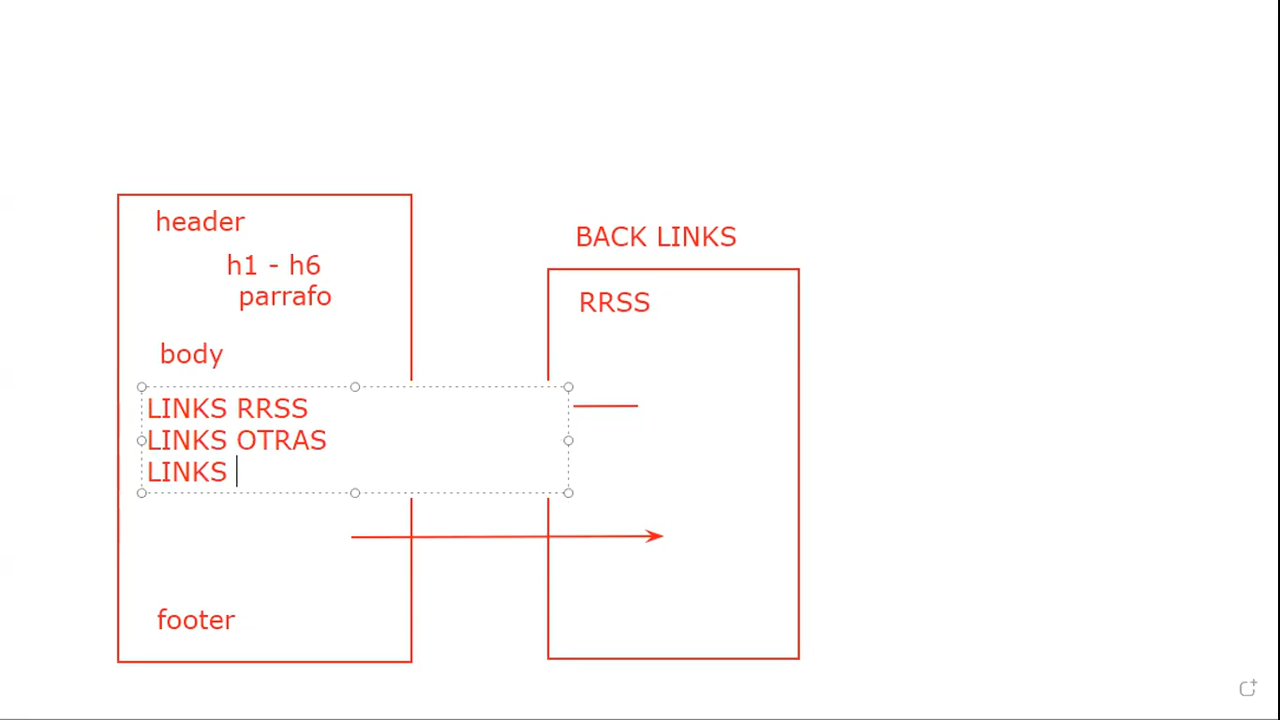 header
h1 - h6
parrafo
body
LINKS RRSS
LINKS OTRAS
LINKS
footer
BACK LINKS
RRSS